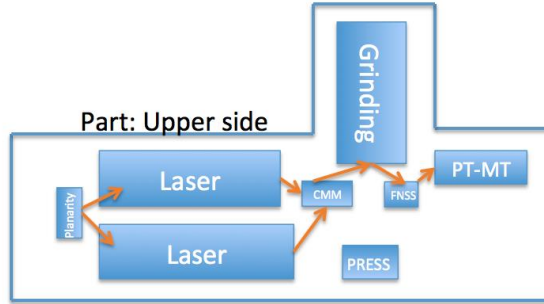 Part: Upper side
Grinding
Laser
CMM
FNSS
PT-MT
Planarity
Laser
PRESS